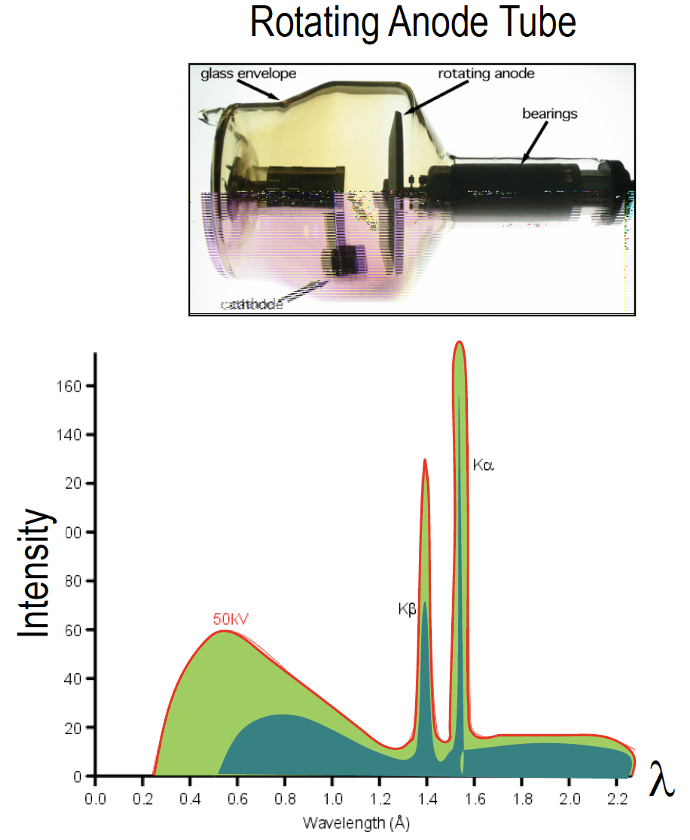 Rotating Anode Tube
glass envelope
rotating anode
bearings
cathode
160
140
20
00
80
60
40
20
0
Intensity
50kV
Kβ
Kα
λ
0.0 0.2 0.4 0.6 0.8 1.0 1.2 1.4 1.6 1.8 2.0 2.2
Wavelength (Å)